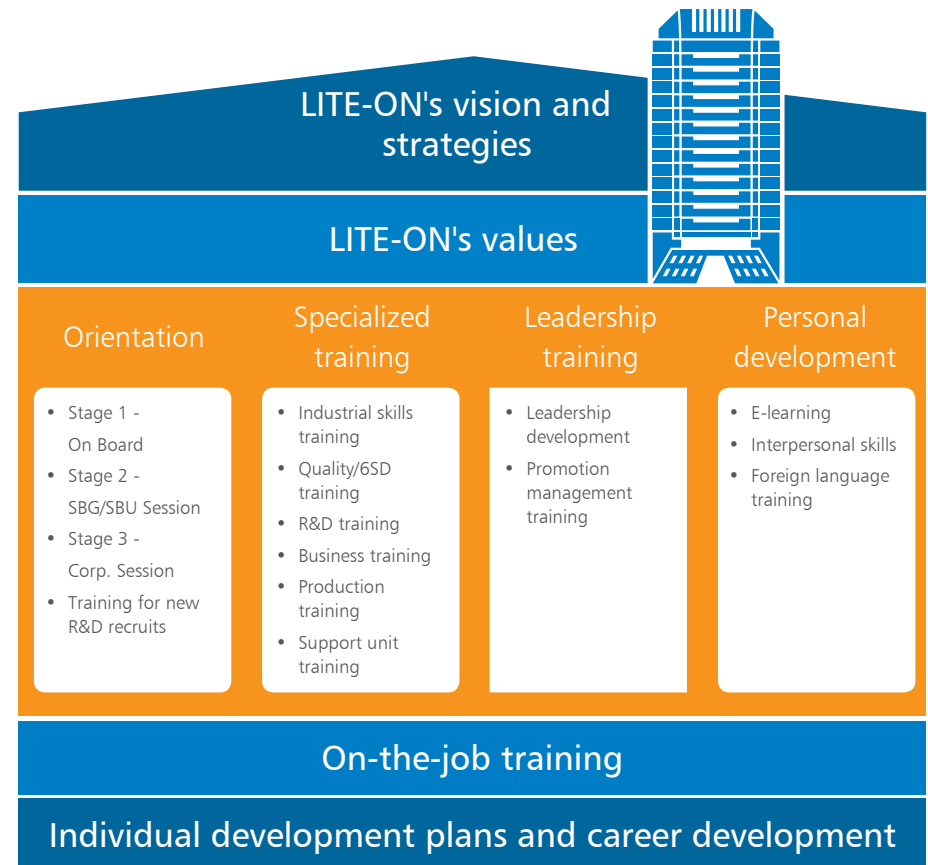 LITE-ON's vision and
strategies
LITE-ON's values
Orientation
• Stage 1 -
On Board
• Stage 2 -
SBG/SBU Session
• Stage 3 -
Corp. Session
• Training for new
R&D recruits
Specialized
training
• Industrial skills
training
• Quality/6SD
training
• R&D training
• Business training
• Production
training
• Support unit
training
Leadership
training
• Leadership
development
• Promotion
management
training
Personal
development
• E-learning
• Interpersonal skills
• Foreign language
training
On-the-job training
Individual development plans and career development